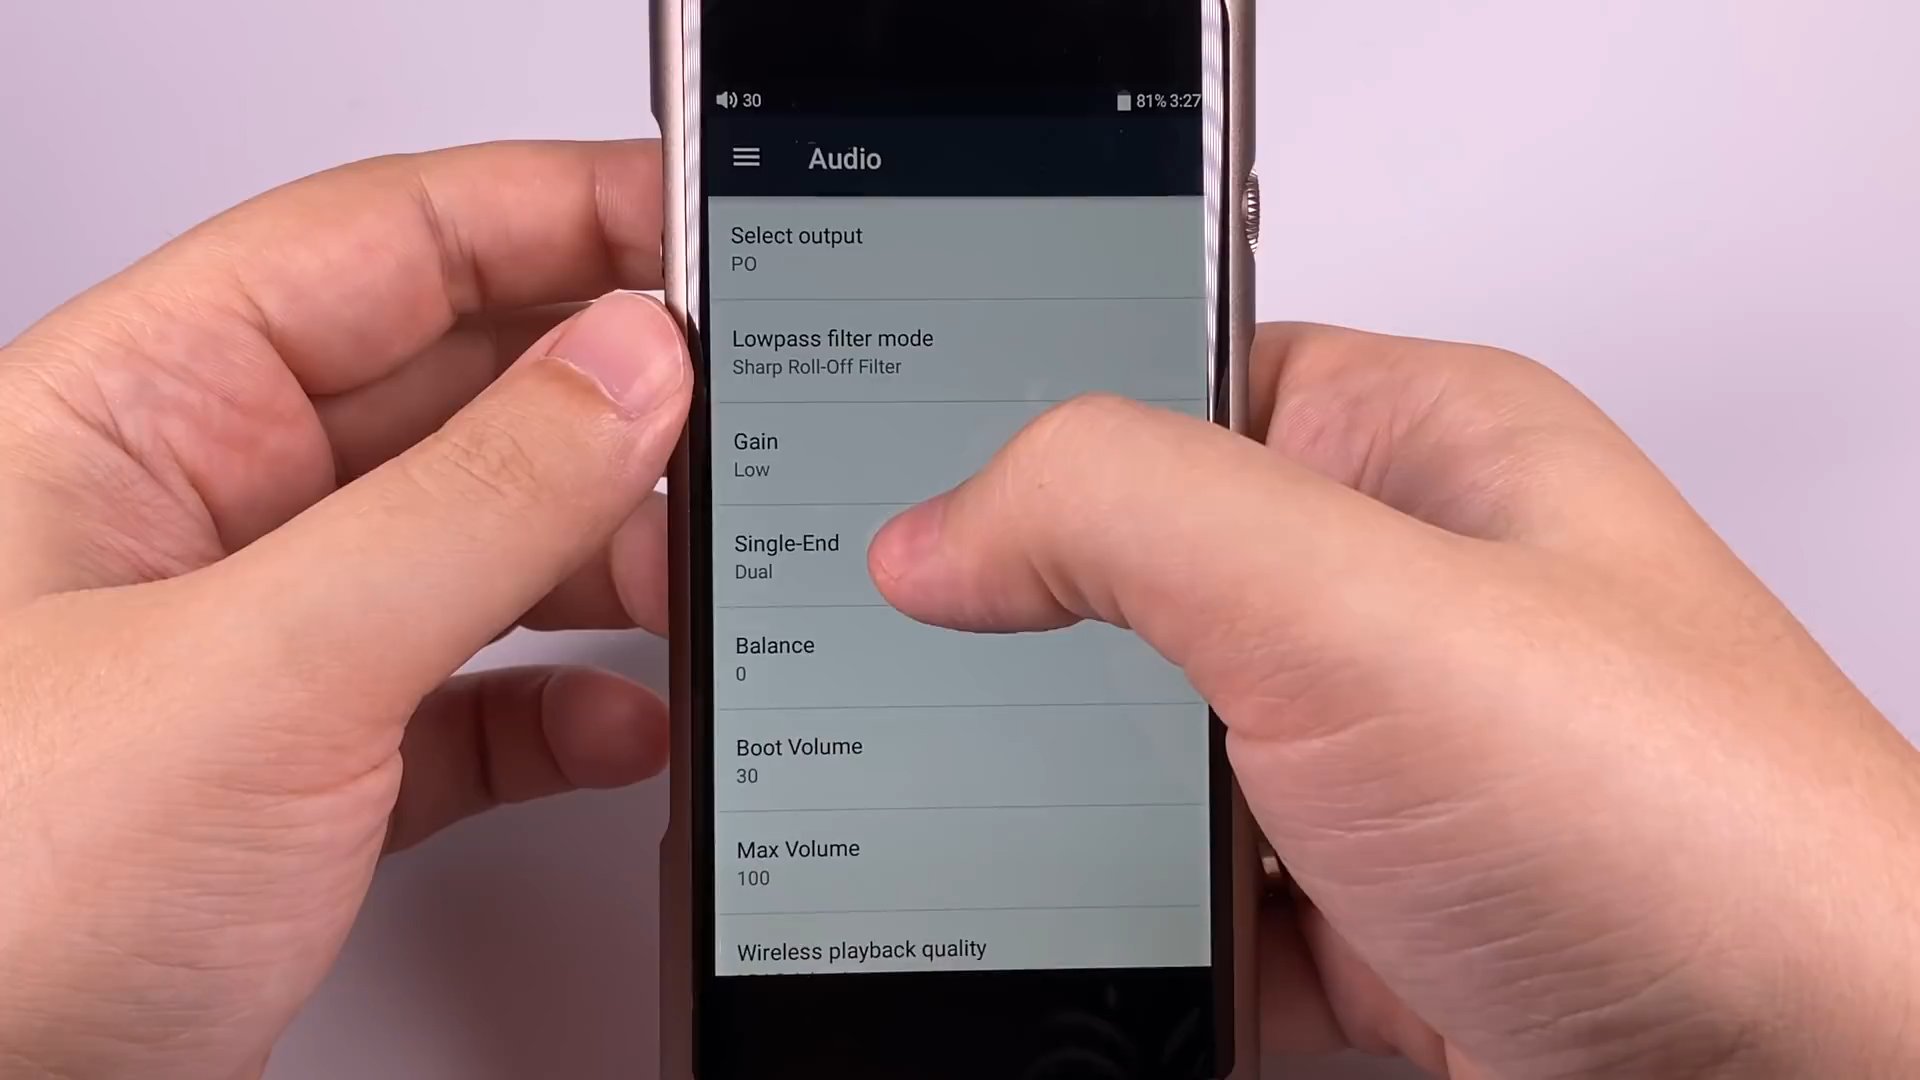 30
81% 3:27
Audio
Select output
PO
Lowpass filter mode
Sharp Roll-Off Filter
Gain
Low
Single-End
Dual
Balance
0
Boot Volume
30
Max Volume
100
Wireless playback quality